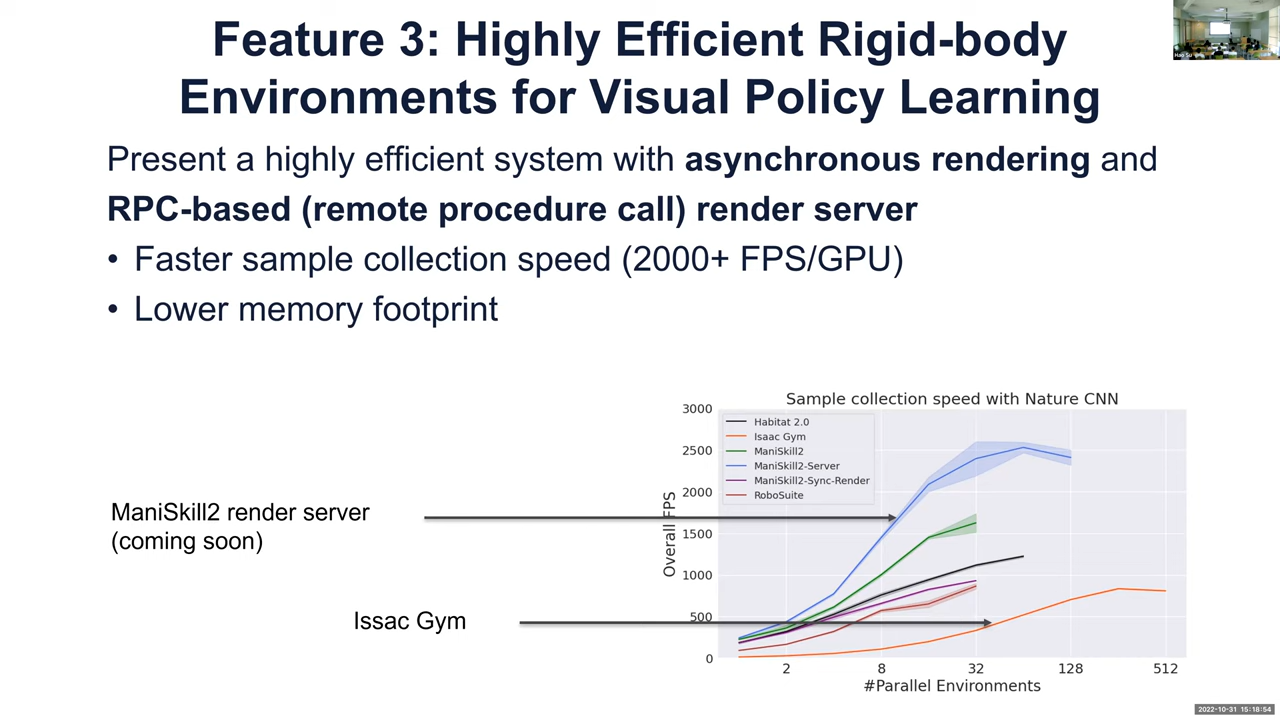 Feature 3: Highly Efficient Rigid-body
Environments for Visual Policy Learning
Present a highly efficient system with asynchronous rendering and
RPC-based (remote procedure call) render server
• Faster sample collection speed (2000+ FPS/GPU)
• Lower memory footprint
ManiSkill2 render server
(coming soon)
Issac Gym
Sample collection speed with Nature CNN
3000
2500
2000
1500
1000
500
0
Overall FPS
Habitat 2.0
Isaac Gym
ManiSkill2
ManiSkill2-Server
ManiSkill2-Sync-Render
RoboSuite
2 8 32 128 512
#Parallel Environments
Hao Su
2022-10-31 15:18:54